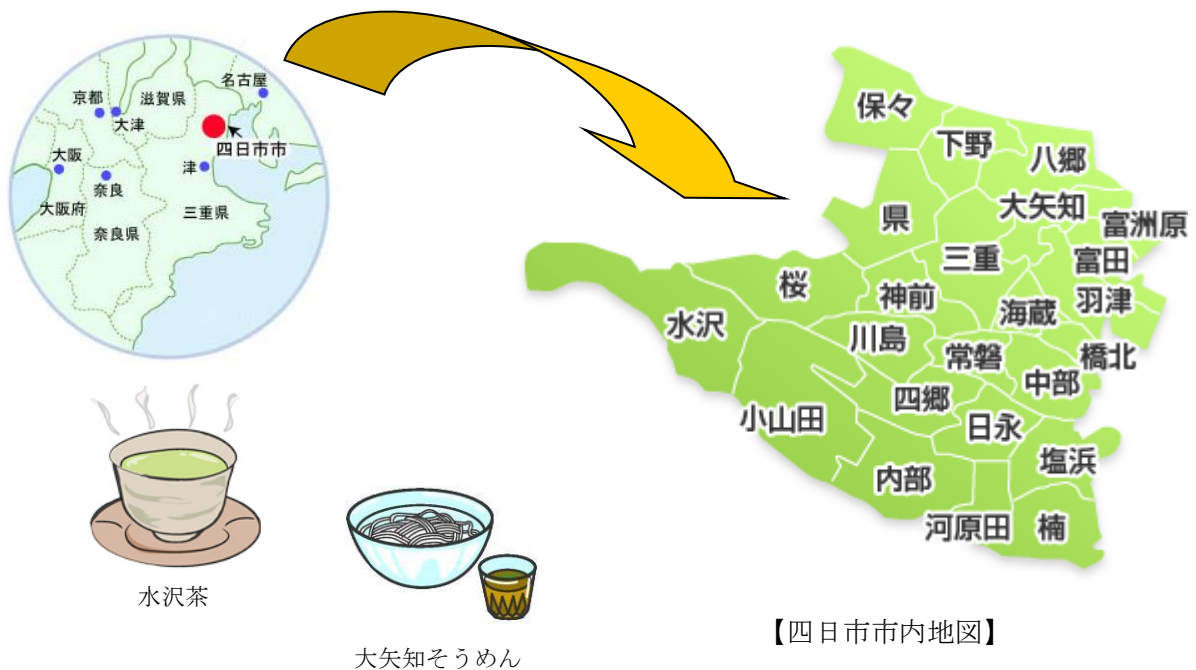 名古屋
滋賀県
京都
大津
四日市市
大阪
津
奈良
大阪府
三重県
奈良県
保々
下野
八郷
大矢知
県
富洲原
三重
富田
桜
神前
羽津
海蔵
水沢
川島
常磐
橋北
中部
四郷
小山田
日永
塩浜
内部
河原田
楠
水沢茶
【四日市市内地図】
大矢知そうめん